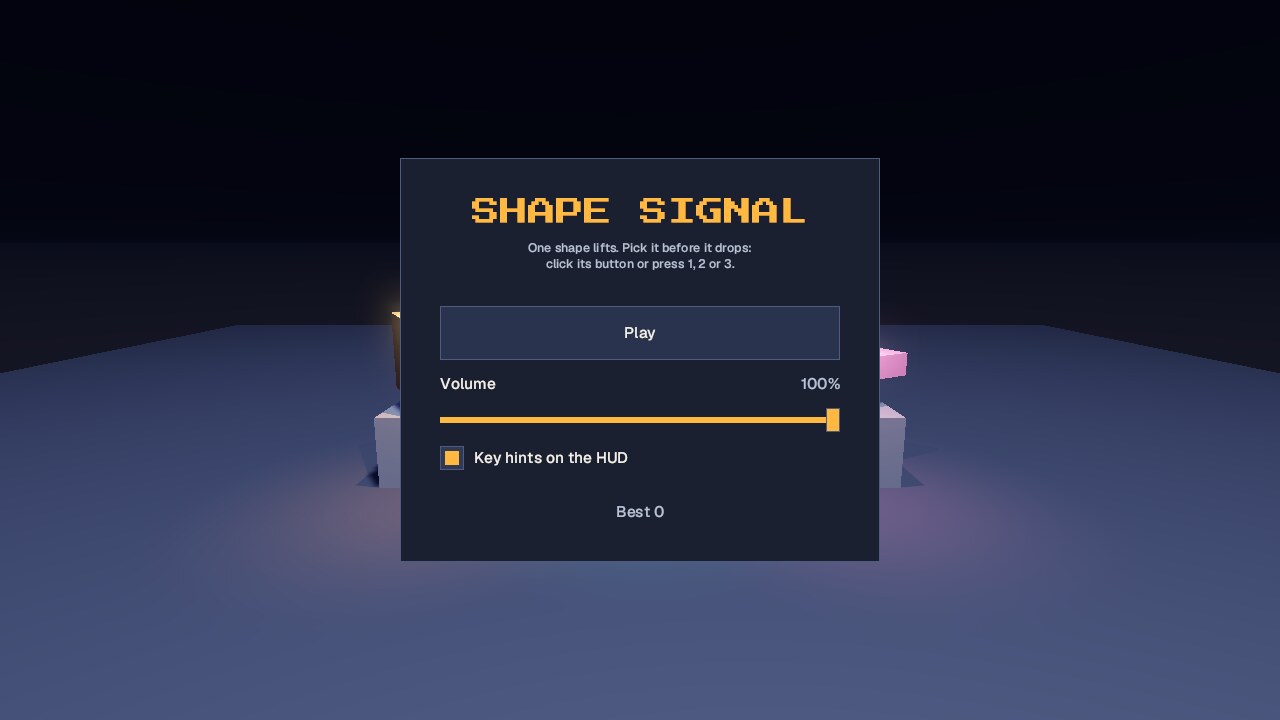 SHAPE SIGNAL
One shape lifts. Pick it before it drops:
click its button or press 1, 2 or 3.
Play
Volume 100%
Key hints on the HUD
Best 0